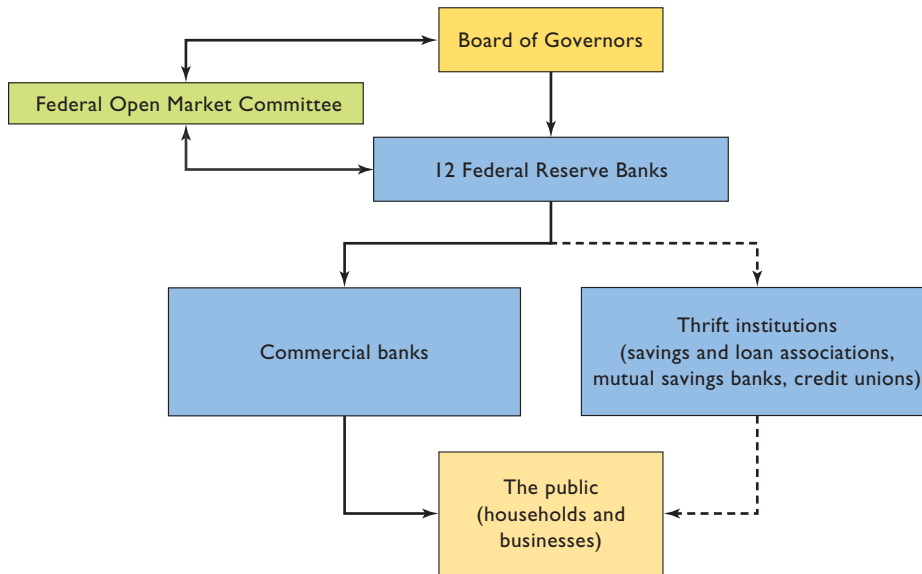 Board of Governors
Federal Open Market Committee
12 Federal Reserve Banks
Commercial banks
Thrift institutions
(savings and loan associations,
mutual savings banks, credit unions)
The public
(households and
businesses)